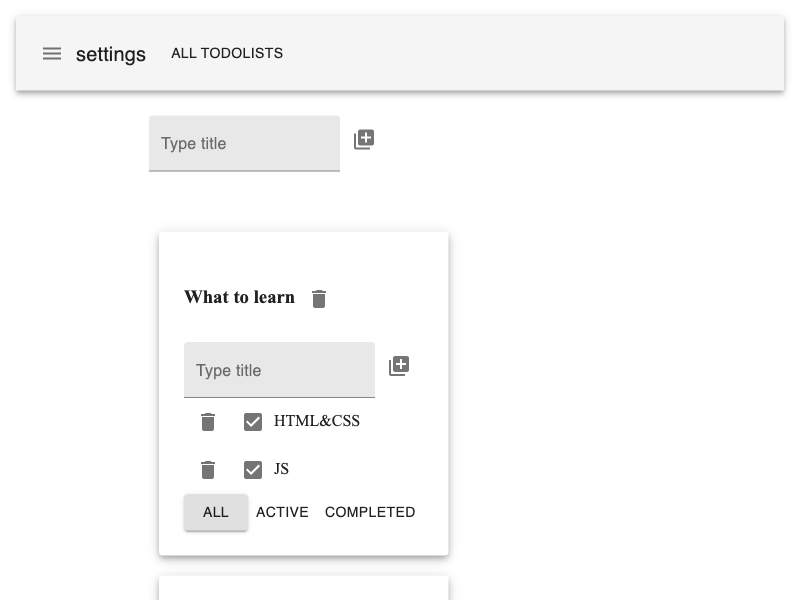 settings ALL TODOLISTS
Type title
What to learn
Type title
HTML&CSS
JS
ALL ACTIVE COMPLETED